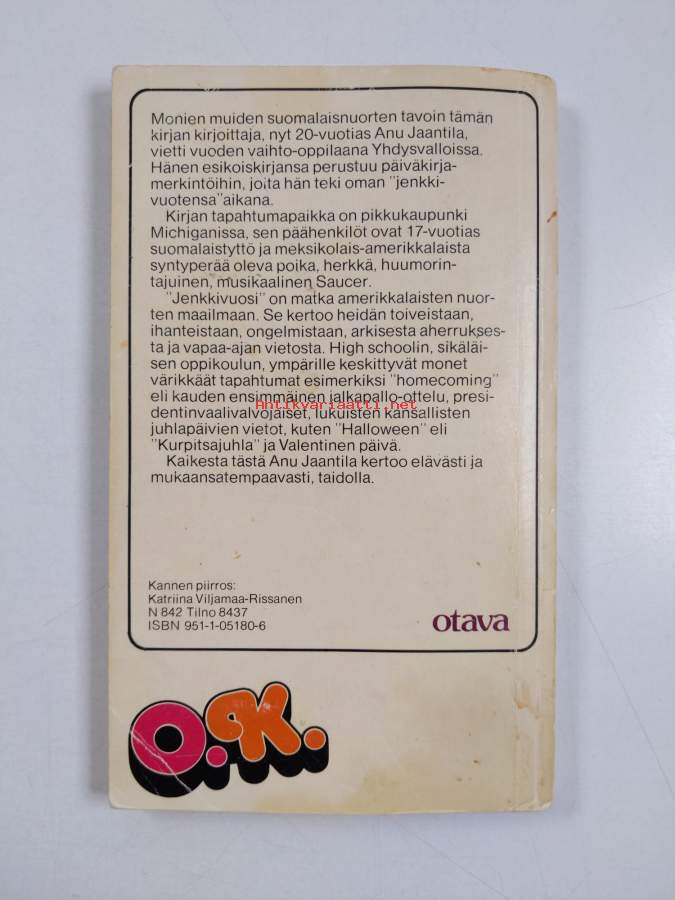 Monien muiden suomalaisnuorten tavoin tämän
kirjan kirjoittaja, nyt 20-vuotias Anu Jaantila,
vietti vuoden vaihto-oppilaana Yhdysvalloissa.
Hänen esikoiskirjansa perustuu päiväkirja-
merkintöihin, joita hän teki oman "jenkki-
vuotensa"aikana.
Kirjan tapahtumapaikka on pikkukaupunki
Michiganissa, sen päähenkilöt ovat 17-vuotias
suomalaistyttö ja meksikolais-amerikkalaista
syntyperää oleva poika, herkkä, huumorin-
tajuinen, musikaalinen Saucer.
"Jenkkivuosi" on matka amerikkalaisten nuor-
ten maailmaan. Se kertoo heidän toiveistaan,
ihanteistaan, ongelmistaan, arkisesta aherrukses-
ta ja vapaa-ajan vietosta. High schoolin, sikäläi-
sen oppikoulun, ympärille keskittyvät monet
värikkäät tapahtumat esimerkiksi "homecoming"
eli kauden ensimmäinen jalkapallo-ottelu, presi-
Antikvariaatti.net
dentinvaalivalvojaiset, lukuisten kansallisten
juhlapäivien vietot, kuten "Halloween" eli
"Kurpitsajuhla" ja Valentinen päivä.
Kaikesta tästä Anu Jaantila kertoo elävästi ja
mukaansatempaavasti, taidolla.
Kannen piirros:
Katriina Viljamaa-Rissanen
N 842 Tilno 8437
ISBN 951-1-05180-6
otava
O.K.